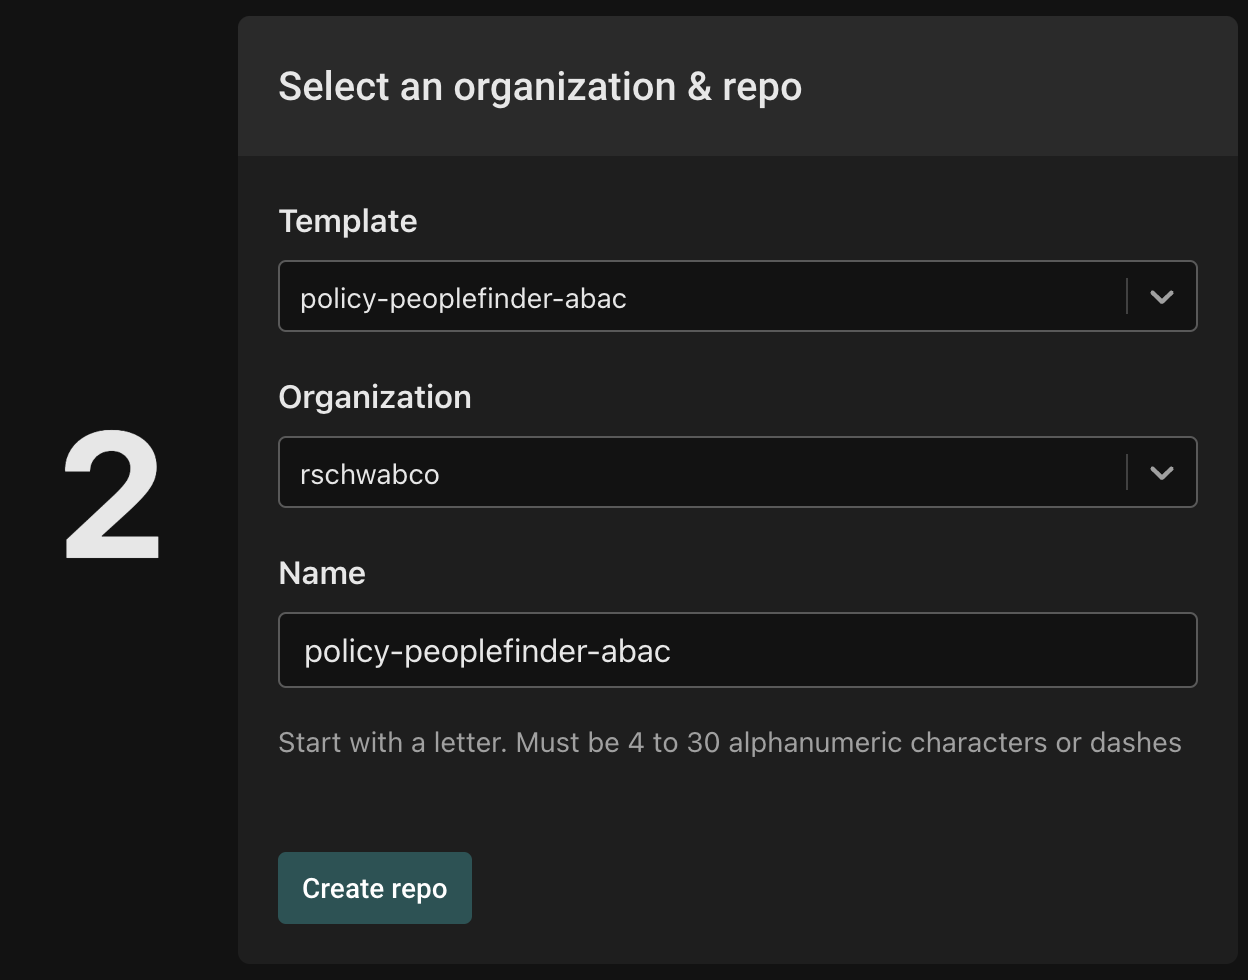 Select an organization & repo
Template
policy-peoplefinder-abac
Organization
rschwabco
2
Name
policy-peoplefinder-abac
Start with a letter. Must be 4 to 30 alphanumeric characters or dashes
Create repo